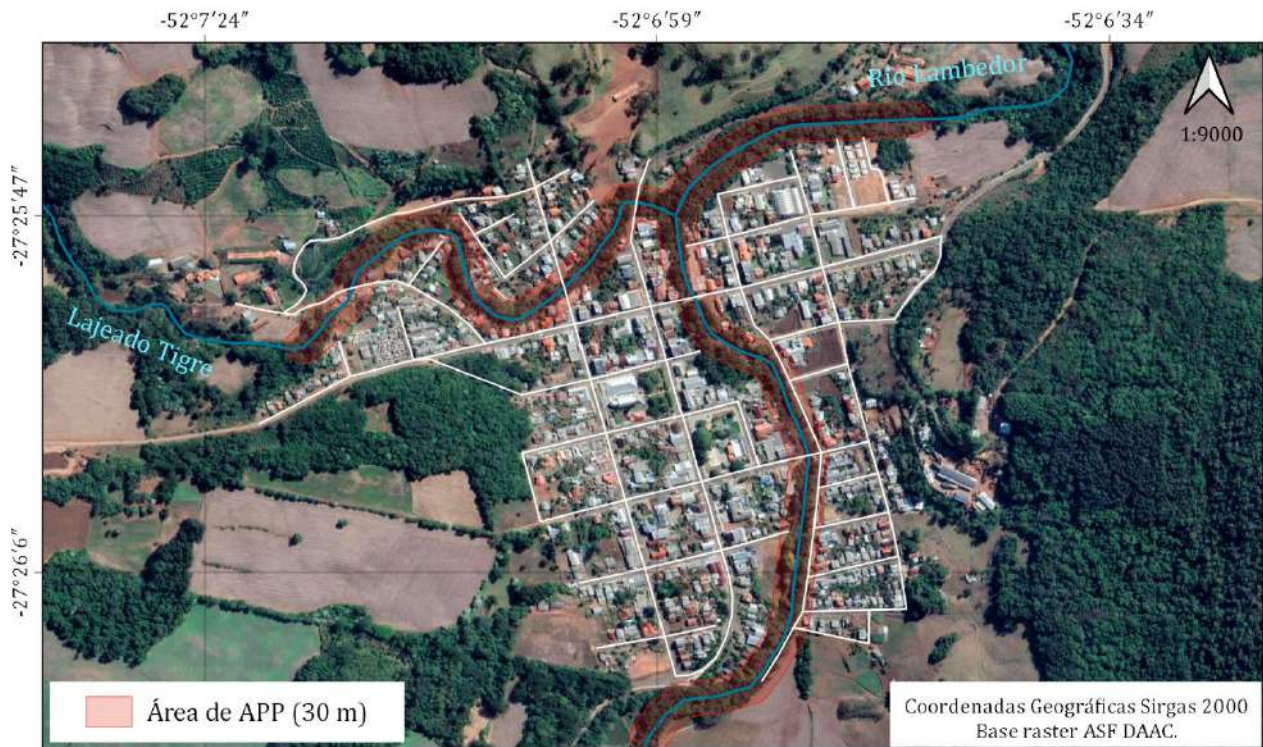 -52°7′24″
-52°6′59″
-52°6′34″
Rio Lambedor
1:9000
-27°25′47″
Lajeado Tigre
-27°26′6″
Área de APP (30 m)
Coordenadas Geográficas Sirgas 2000
Base raster ASF DAAC.